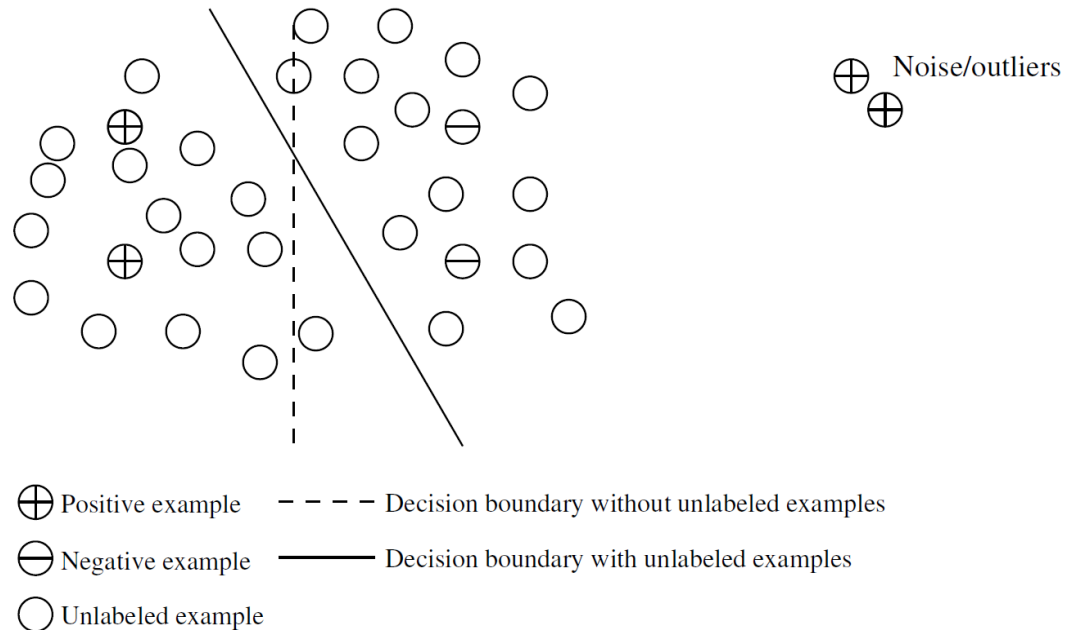 Noise/outliers
Positive example
Decision boundary without unlabeled examples
Negative example
Decision boundary with unlabeled examples
Unlabeled example